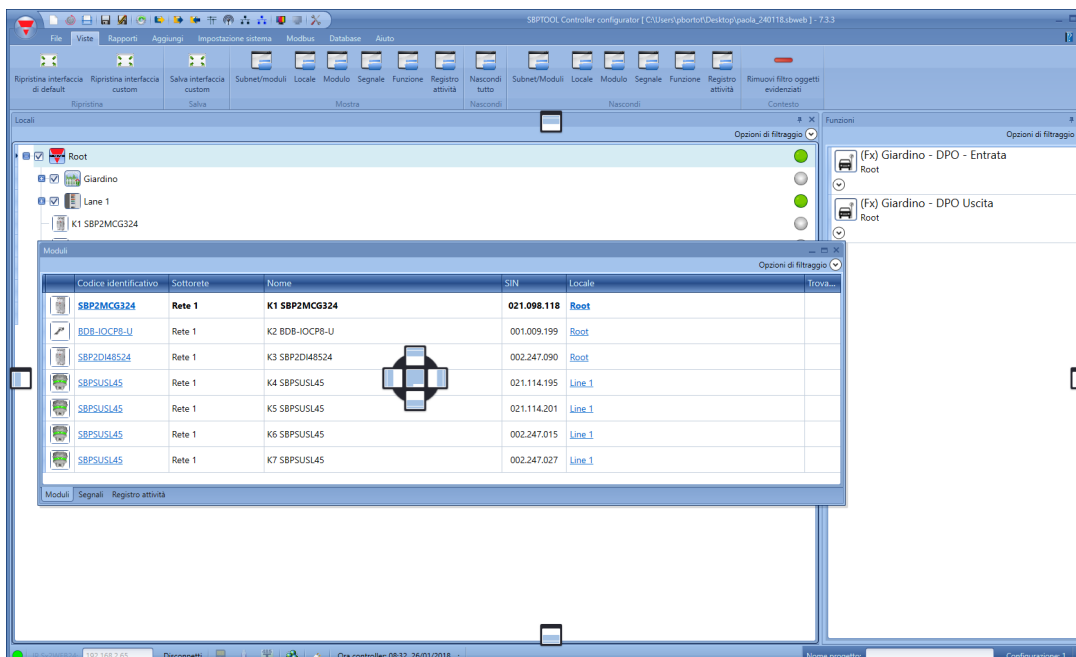 SBPTOOL Controller configurator [ C:\Users\pbortot\Desktop\paola_240118.sbweb ] - 7.3.3
File Viste Rapporti Aggiungi Impostazione sistema Modbus Database Aiuto
Ripristina interfaccia di default
Ripristina interfaccia custom
Salva interfaccia custom
Subnet/moduli Locale Modulo Segnale Funzione Registro attività
Nascondi tutto
Subnet/Moduli Locale Modulo Segnale Funzione Registro attività
Rimuovi filtro oggetti evidenziati
Ripristina Salva Mostra Nascondi Nascondi Contesto
Locali
Opzioni di filtraggio
Root
Giardino
Lane 1
K1 SBP2MCG324
Funzioni
Opzioni di filtraggio
(Fx) Giardino - DPO - Entrata
Root
(Fx) Giardino - DPO Uscita
Root
Moduli
Opzioni di filtraggio
Codice identificativo Sottorete Nome SIN Locale Trova...
SBP2MCG324 Rete 1 K1 SBP2MCG324 021.098.118 Root
BDB-IOCP8-U Rete 1 K2 BDB-IOCP8-U 001.009.199 Root
SBP2DI48524 Rete 1 K3 SBP2DI48524 002.247.090 Root
SBPSUSL45 Rete 1 K4 SBPSUSL45 021.114.195 Line 1
SBPSUSL45 Rete 1 K5 SBPSUSL45 021.114.201 Line 1
SBPSUSL45 Rete 1 K6 SBPSUSL45 002.247.015 Line 1
SBPSUSL45 Rete 1 K7 SBPSUSL45 002.247.027 Line 1
Moduli Segnali Registro attività
192.168.2.65 Disconnetti Ora controller: 08:32, 26/01/2018 Nome progetto: Configurazione: 1